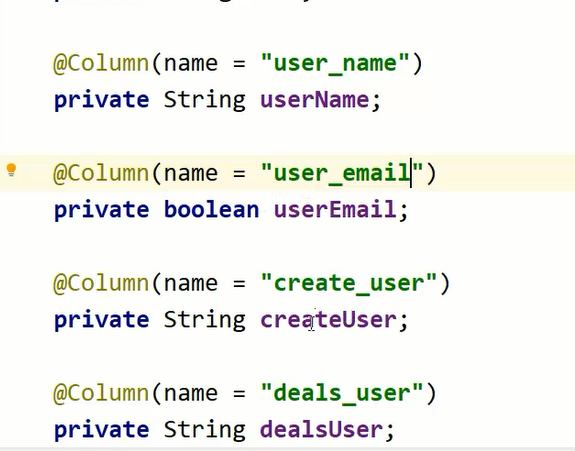 @Column(name = "user_name")
private String userName;
@Column(name = "user_email")
private boolean userEmail;
@Column(name = "create_user")
private String createUser;
@Column(name = "deals_user")
private String dealsUser;